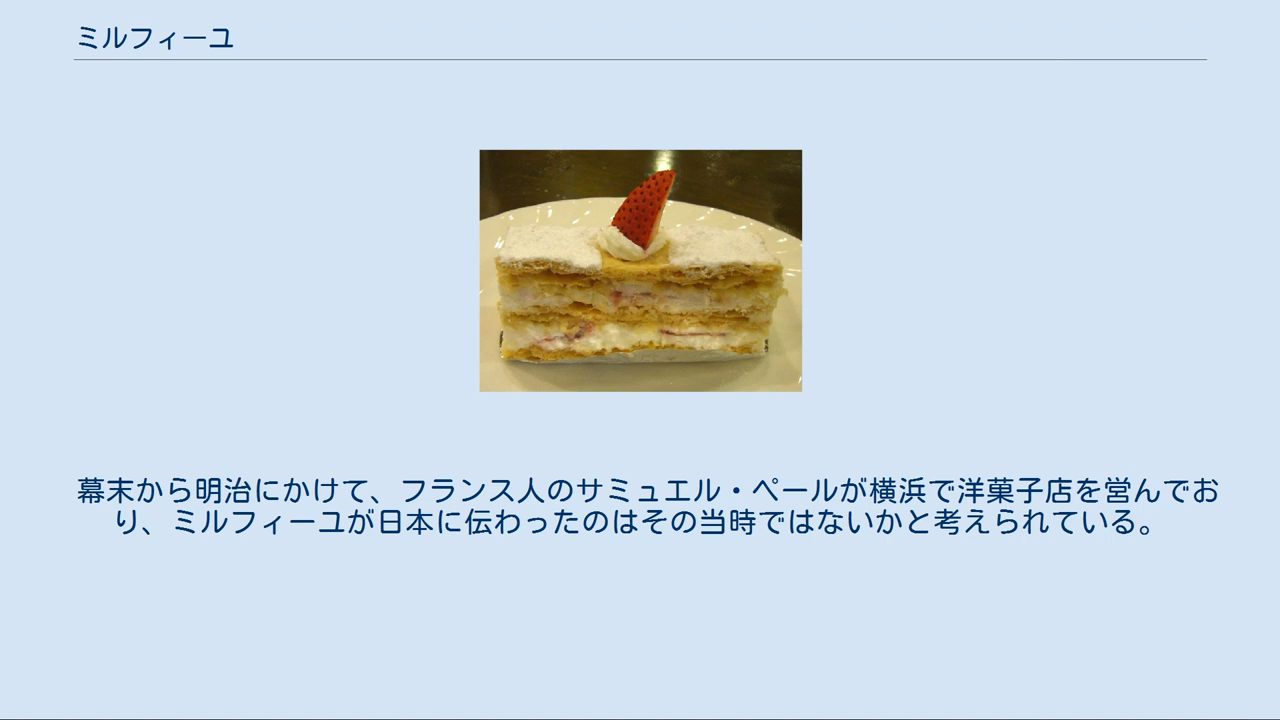 ミルフィーユ
幕末から明治にかけて、フランス人のサミュエル・ペールが横浜で洋菓子店を営んでお
り、ミルフィーユが日本に伝わったのはその当時ではないかと考えられている。